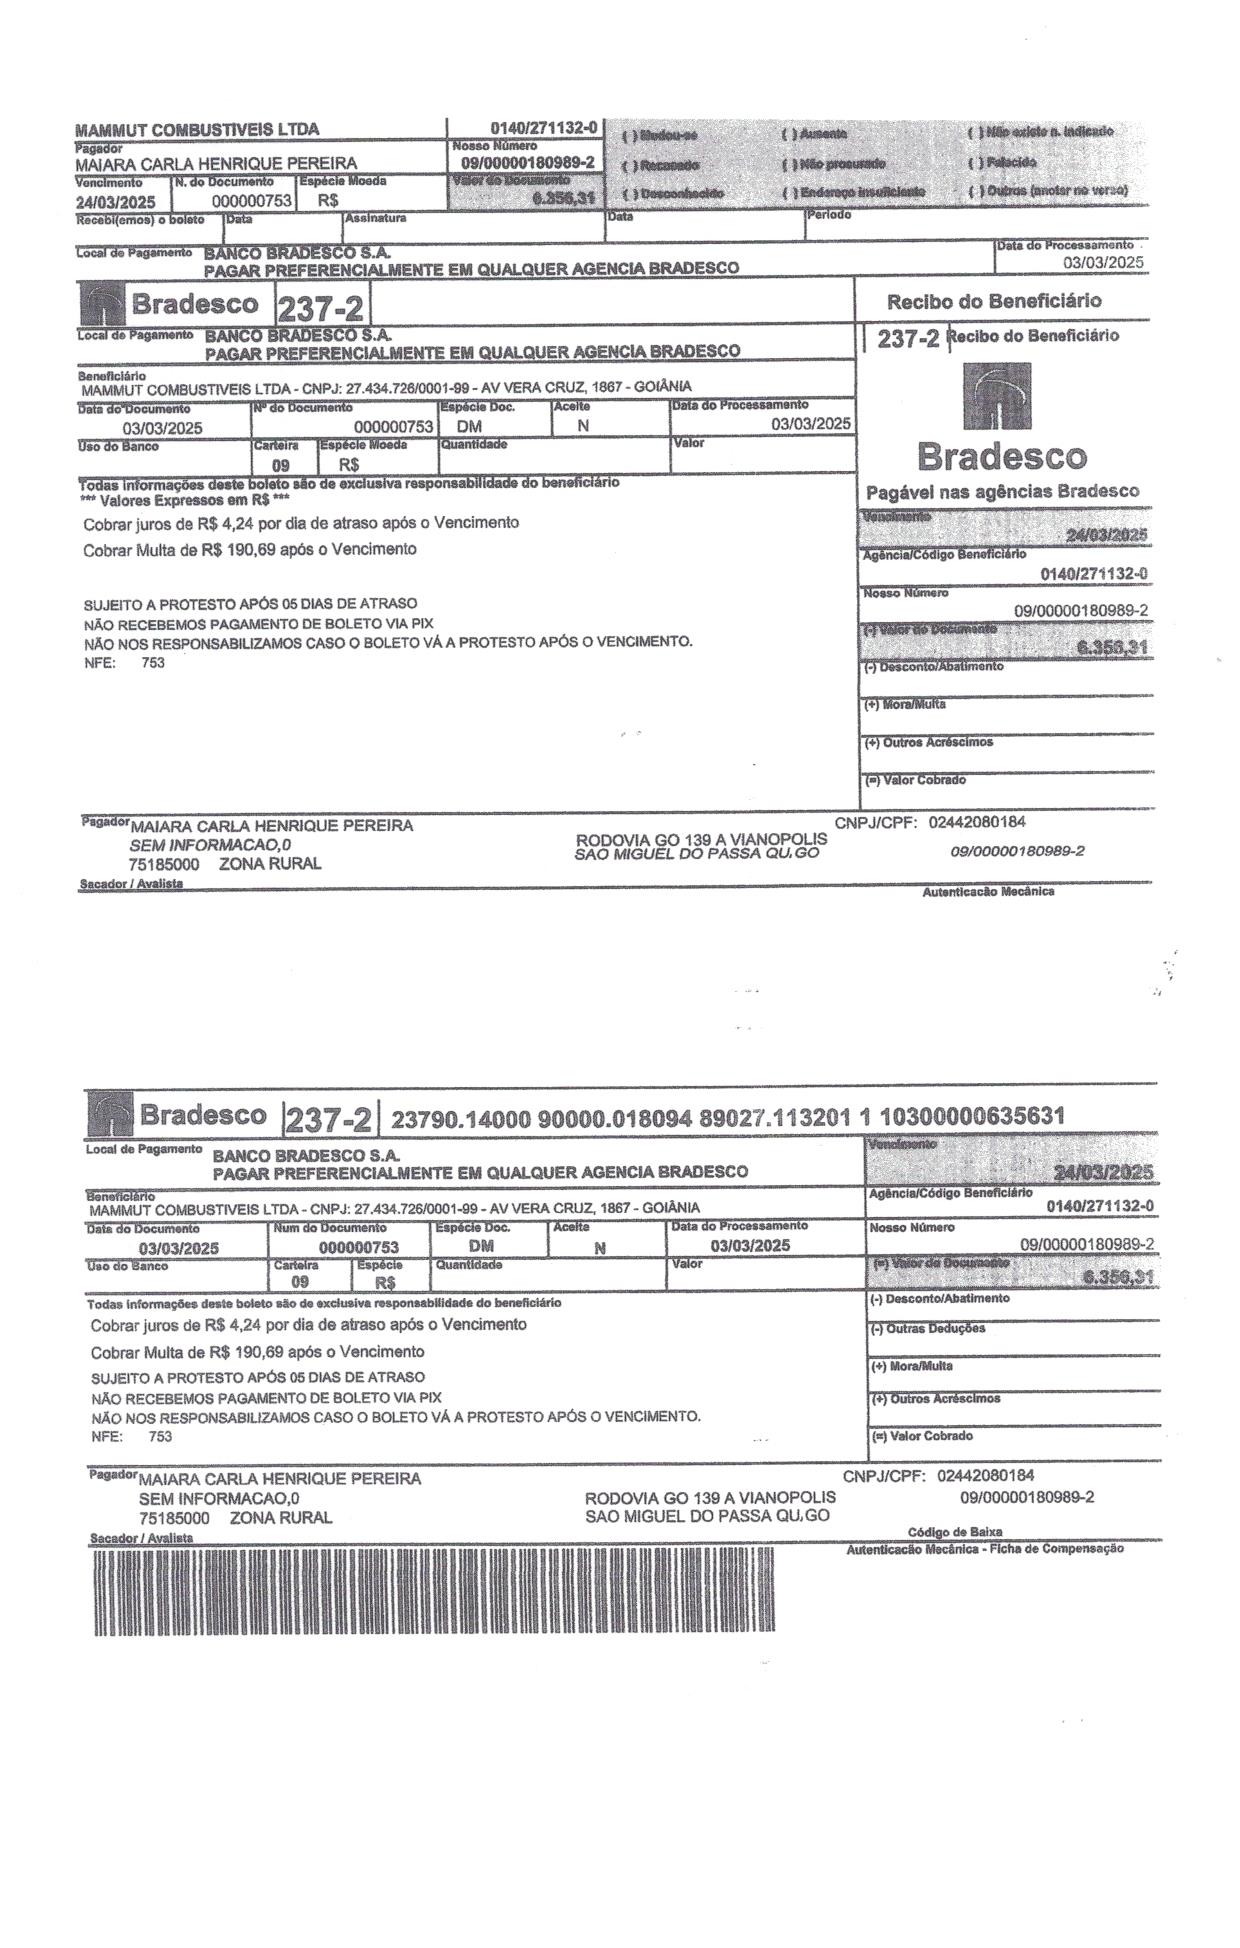 MAMMUT COMBUSTIVEIS LTDA 0140/271132-0 ( ) Mudou-se ( ) Ausente ( ) Não existe n. indicado
Pagador Nosso Número
MAIARA CARLA HENRIQUE PEREIRA 09/00000180989-2 ( ) Recusado ( ) Não procurado ( ) Falecido
Vencimento N. do Documento Espécie Moeda Valor do Documento
24/03/2025 000000753 R$ 6.356,31 ( ) Desconhecido ( ) Endereço insuficiente ( ) Outros (anotar no verso)
Recebi(emos) o boleto Data Assinatura Data Período
Local de Pagamento BANCO BRADESCO S.A. Data do Processamento
PAGAR PREFERENCIALMENTE EM QUALQUER AGENCIA BRADESCO 03/03/2025
Bradesco 237-2 Recibo do Beneficiário
Local de Pagamento BANCO BRADESCO S.A. 237-2 Recibo do Beneficiário
PAGAR PREFERENCIALMENTE EM QUALQUER AGENCIA BRADESCO
Beneficiário
MAMMUT COMBUSTIVEIS LTDA - CNPJ: 27.434.726/0001-99 - AV VERA CRUZ, 1867 - GOIÂNIA
Data do Documento Nº do Documento Espécie Doc. Aceite Data do Processamento
03/03/2025 000000753 DM N 03/03/2025
Uso do Banco Carteira Espécie Moeda Quantidade Valor
09 R$
Bradesco
Todas informações deste boleto são de exclusiva responsabilidade do beneficiário
*** Valores Expressos em R$ ***
Pagável nas agências Bradesco
Cobrar juros de R$ 4,24 por dia de atraso após o Vencimento
Vencimento
24/03/2025
Cobrar Multa de R$ 190,69 após o Vencimento
Agência/Código Beneficiário
0140/271132-0
Nosso Número
09/00000180989-2
SUJEITO A PROTESTO APÓS 05 DIAS DE ATRASO
NÃO RECEBEMOS PAGAMENTO DE BOLETO VIA PIX
NÃO NOS RESPONSABILIZAMOS CASO O BOLETO VÁ A PROTESTO APÓS O VENCIMENTO.
NFE: 753
(-) Valor do Documento
6.356,31
(-) Desconto/Abatimento
(+) Mora/Multa
(+) Outros Acréscimos
(=) Valor Cobrado
Pagador MAIARA CARLA HENRIQUE PEREIRA CNPJ/CPF: 02442080184
SEM INFORMACAO,0 RODOVIA GO 139 A VIANOPOLIS
75185000 ZONA RURAL SAO MIGUEL DO PASSA QU,GO 09/00000180989-2
Sacador / Avalista Autenticacão Mecânica
Bradesco 237-2 23790.14000 90000.018094 89027.113201 1 10300000635631
Local de Pagamento BANCO BRADESCO S.A. Vencimento
PAGAR PREFERENCIALMENTE EM QUALQUER AGENCIA BRADESCO 24/03/2025
Beneficiário Agência/Código Beneficiário
MAMMUT COMBUSTIVEIS LTDA - CNPJ: 27.434.726/0001-99 - AV VERA CRUZ, 1867 - GOIÂNIA 0140/271132-0
Data do Documento Num do Documento Espécie Doc. Aceite Data do Processamento Nosso Número
03/03/2025 000000753 DM N 03/03/2025 09/00000180989-2
Uso do Banco Carteira Espécie Quantidade Valor (=) Valor do Documento
09 R$ 6.356,31
Todas informações deste boleto são de exclusiva responsabilidade do beneficiário (-) Desconto/Abatimento
Cobrar juros de R$ 4,24 por dia de atraso após o Vencimento (-) Outras Deduções
Cobrar Multa de R$ 190,69 após o Vencimento (+) Mora/Multa
SUJEITO A PROTESTO APÓS 05 DIAS DE ATRASO
NÃO RECEBEMOS PAGAMENTO DE BOLETO VIA PIX (+) Outros Acréscimos
NÃO NOS RESPONSABILIZAMOS CASO O BOLETO VÁ A PROTESTO APÓS O VENCIMENTO.
NFE: 753 (=) Valor Cobrado
Pagador MAIARA CARLA HENRIQUE PEREIRA CNPJ/CPF: 02442080184
SEM INFORMACAO,0 RODOVIA GO 139 A VIANOPOLIS 09/00000180989-2
75185000 ZONA RURAL SAO MIGUEL DO PASSA QU,GO
Sacador / Avalista Código de Baixa
Autenticacão Mecânica - Ficha de Compensação